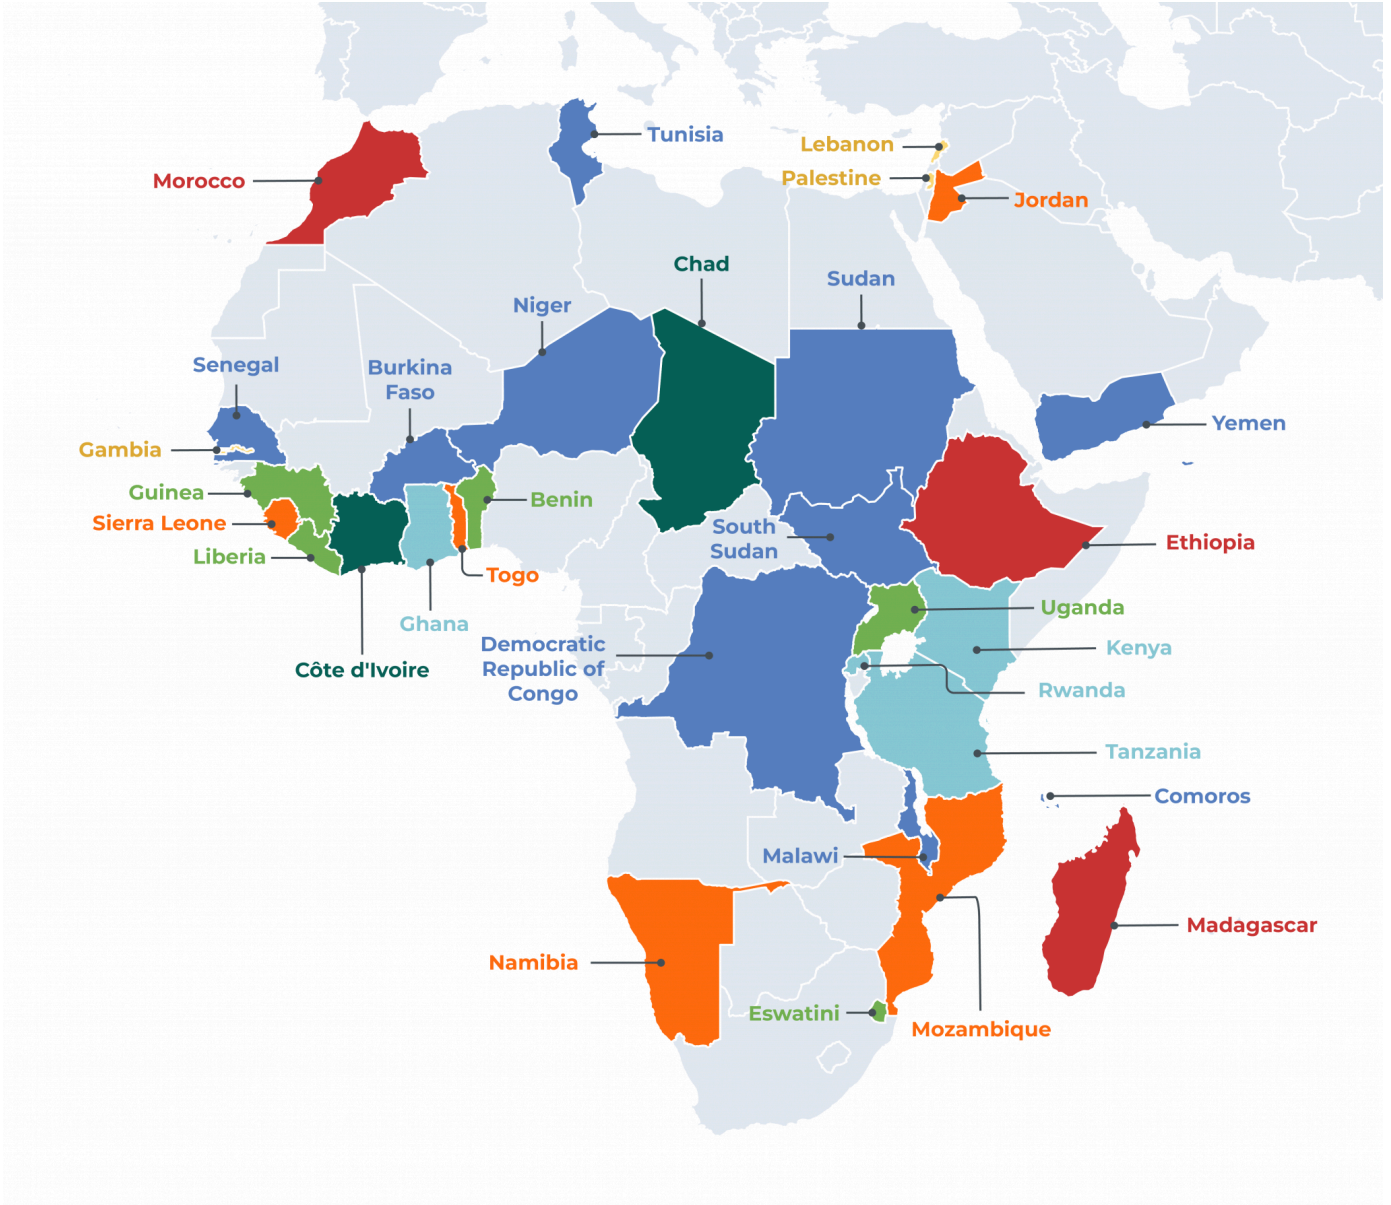 Tunisia
Lebanon
Palestine
Morocco
Jordan
Chad
Sudan
Niger
Senegal
Burkina
Faso
Yemen
Gambia
Guinea
Benin
Sierra Leone
South
Sudan
Ethiopia
Liberia
Togo
Uganda
Ghana
Democratic
Republic of
Congo
Kenya
Côte d'Ivoire
Rwanda
Tanzania
Comoros
Malawi
Madagascar
Namibia
Eswatini
Mozambique